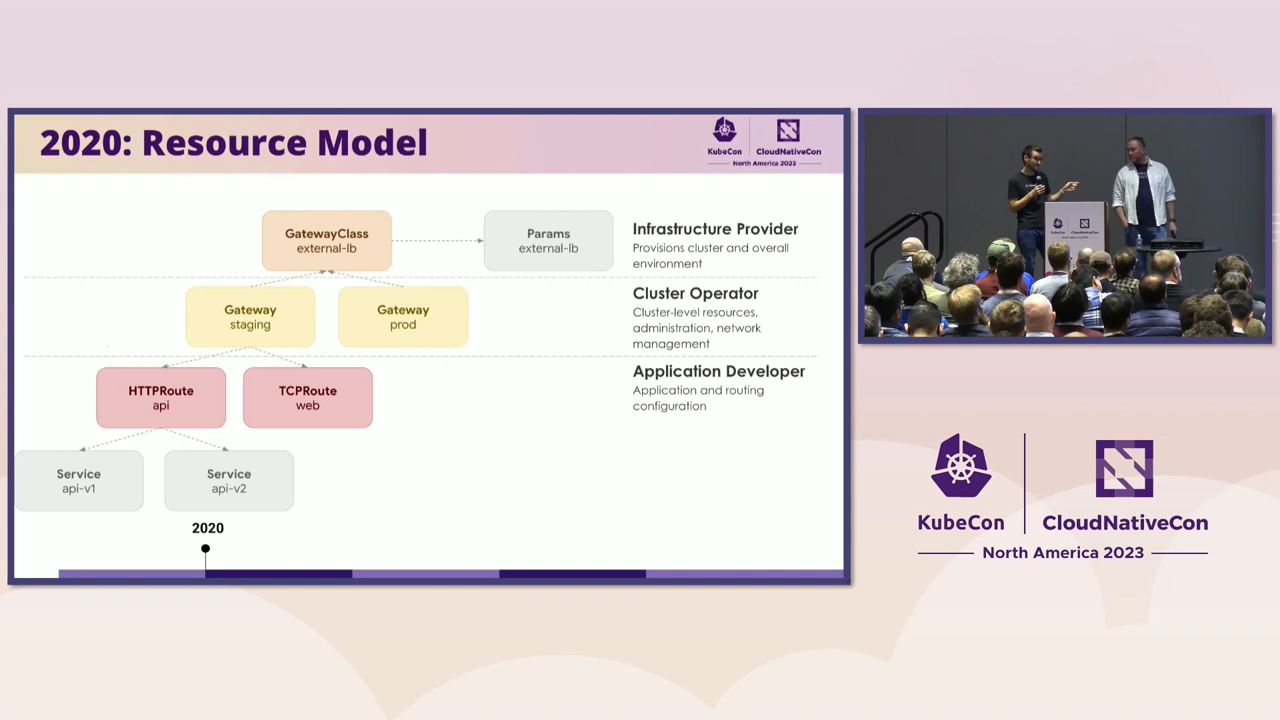 2020: Resource Model
KubeCon
CloudNativeCon
North America 2023
GatewayClass
external-lb
Params
external-lb
Infrastructure Provider
Provisions cluster and overall
environment
Gateway
staging
Gateway
prod
Cluster Operator
Cluster-level resources,
administration, network
management
HTTPRoute
api
TCPRoute
web
Application Developer
Application and routing
configuration
Service
api-v1
Service
api-v2
2020
KubeCon
CloudNativeCon
KubeCon
CloudNativeCon
North America 2023